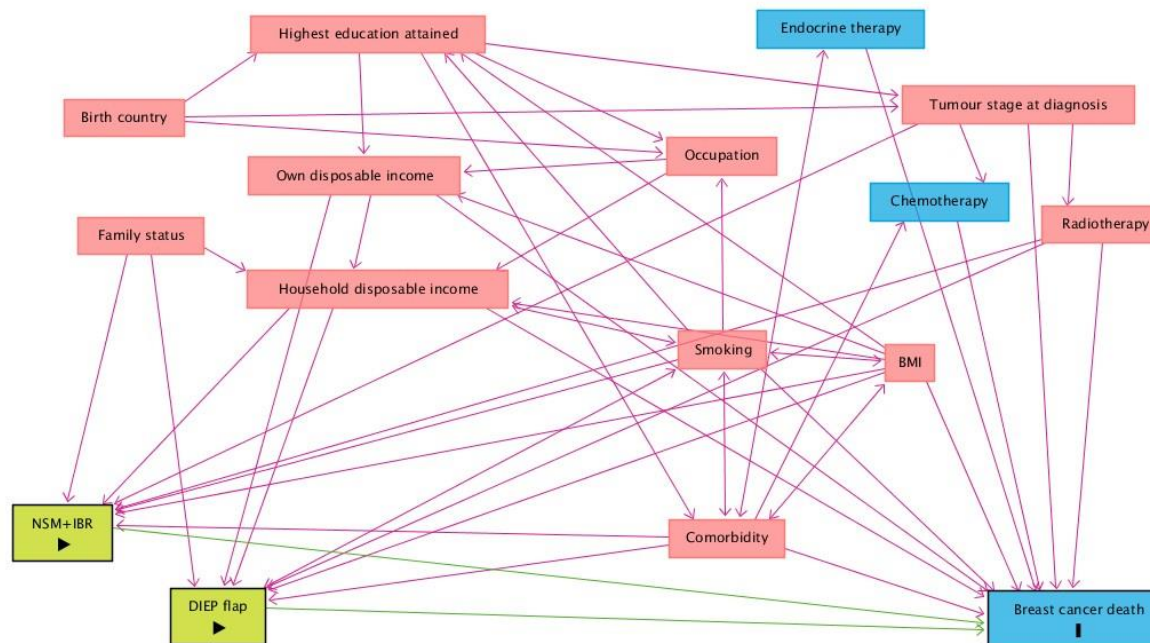 Highest education attained
Endocrine therapy
Birth country
Tumour stage at diagnosis
Occupation
Own disposable income
Chemotherapy
Radiotherapy
Family status
Household disposable income
Smoking
BMI
NSM+IBR
Comorbidity
DIEP flap
Breast cancer death